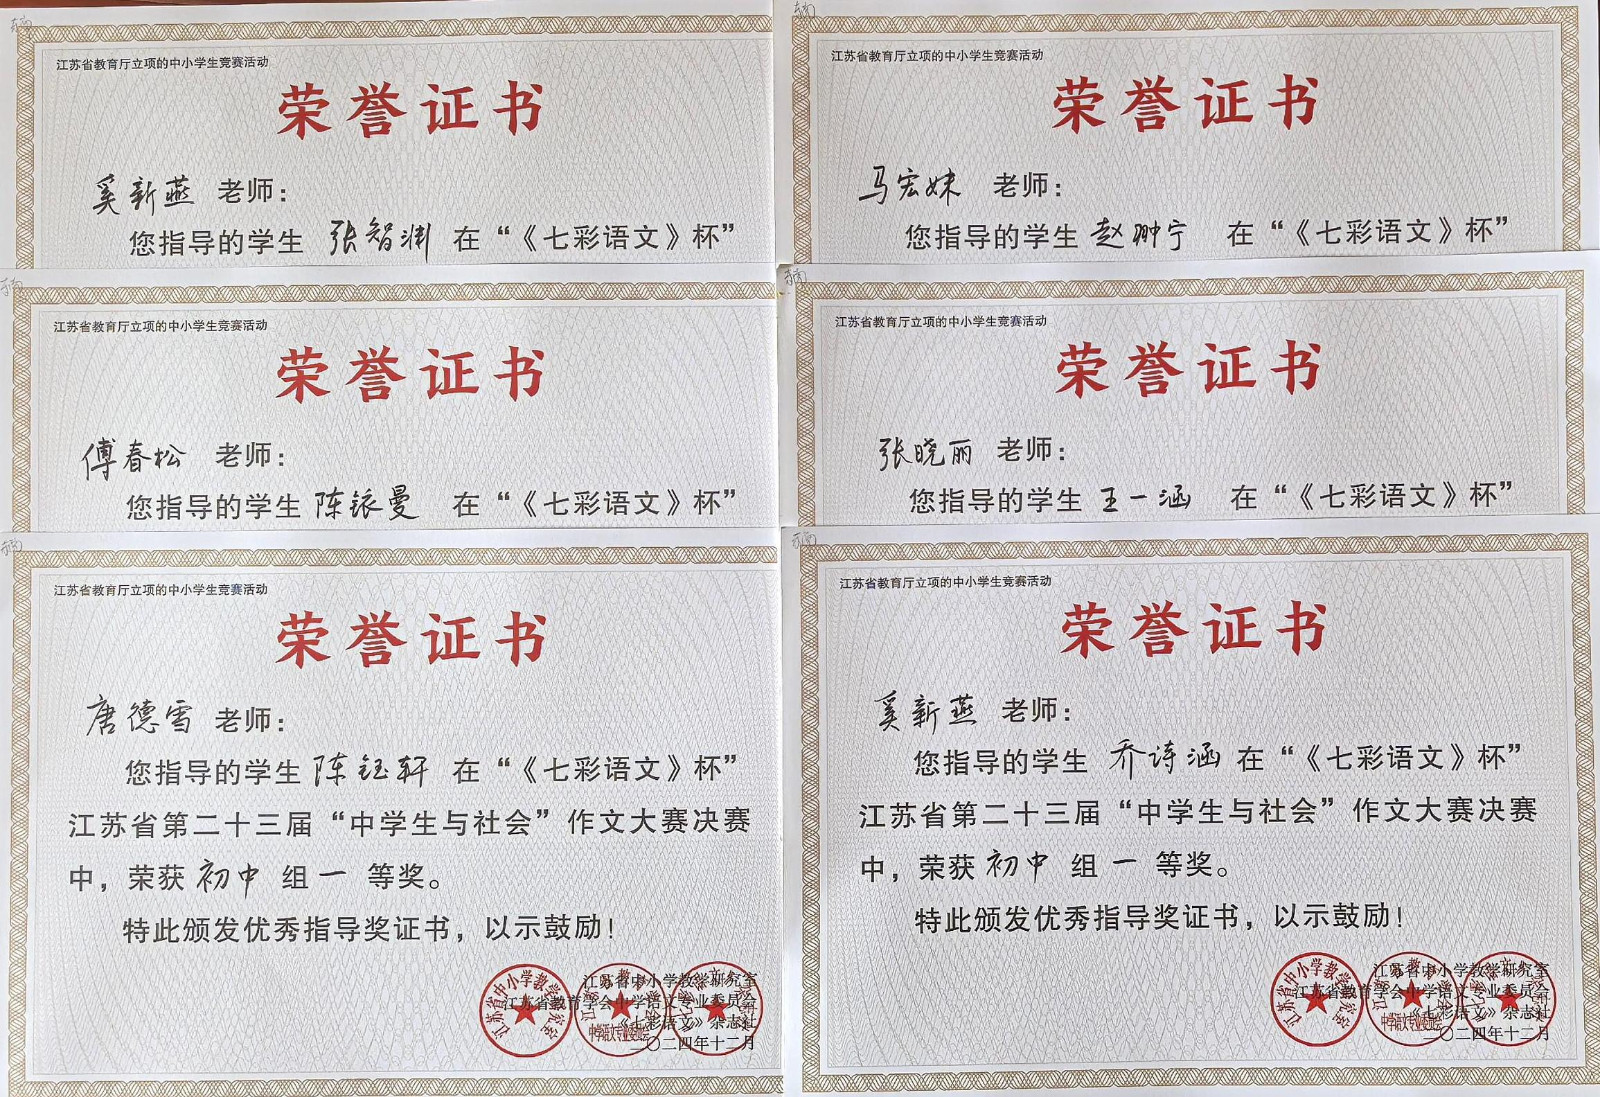 江苏省教育厅立项的中小学生竞赛活动
荣誉证书
奚新燕 老师：
您指导的学生 张智渊 在“《七彩语文》杯”
江苏省教育厅立项的中小学生竞赛活动
荣誉证书
马宏妹 老师：
您指导的学生 赵翀宁 在“《七彩语文》杯”
江苏省教育厅立项的中小学生竞赛活动
荣誉证书
傅春松 老师：
您指导的学生 陈铱曼 在“《七彩语文》杯”
江苏省教育厅立项的中小学生竞赛活动
荣誉证书
张晓丽 老师：
您指导的学生 王一涵 在“《七彩语文》杯”
江苏省教育厅立项的中小学生竞赛活动
荣誉证书
唐德雪 老师：
您指导的学生 陈钰轩 在“《七彩语文》杯”
江苏省第二十三届“中学生与社会”作文大赛决赛
中，荣获 初中 组 一 等奖。
特此颁发优秀指导奖证书，以示鼓励！
江苏省中小学教学研究室
江苏省教育学会中学语文专业委员会
《七彩语文》杂志社
二〇二四年十二月
江苏省教育厅立项的中小学生竞赛活动
荣誉证书
奚新燕 老师：
您指导的学生 乔诗涵 在“《七彩语文》杯”
江苏省第二十三届“中学生与社会”作文大赛决赛
中，荣获 初中 组 一 等奖。
特此颁发优秀指导奖证书，以示鼓励！
江苏省中小学教学研究室
江苏省教育学会中学语文专业委员会
《七彩语文》杂志社
二〇二四年十二月